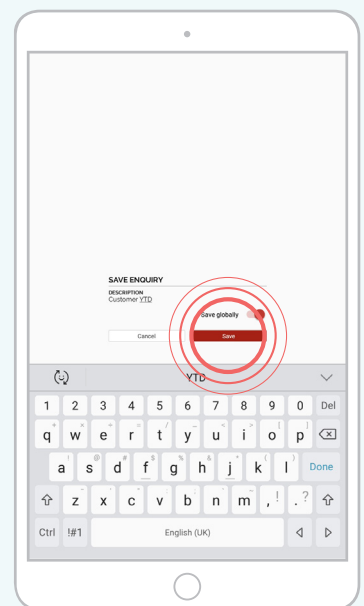 SAVE ENQUIRY
DESCRIPTION
Customer YTD
Save globally
Cancel Save
YTD
1 2 3 4 5 6 7 8 9 0 Del
q w e r t y u i o p
a ! s @ d # f $ g % h & j * k ( l ) Done
z x c v b n m , ! . ?
Ctrl !#1 English (UK)